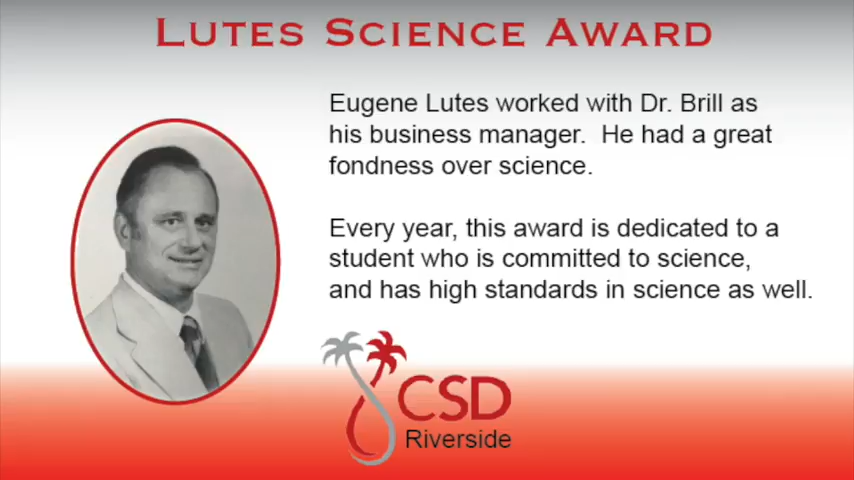 LUTES SCIENCE AWARD
Eugene Lutes worked with Dr. Brill as
his business manager.  He had a great
fondness over science.
Every year, this award is dedicated to a
student who is committed to science,
and has high standards in science as well.
CSD
Riverside